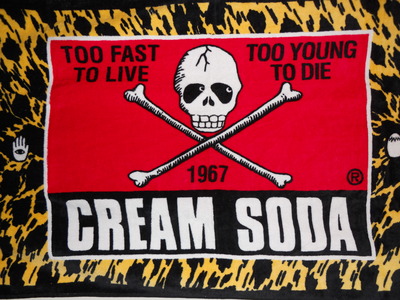 TOO FAST
TO LIVE
TOO YOUNG
TO DIE
1967
®
CREAM SODA